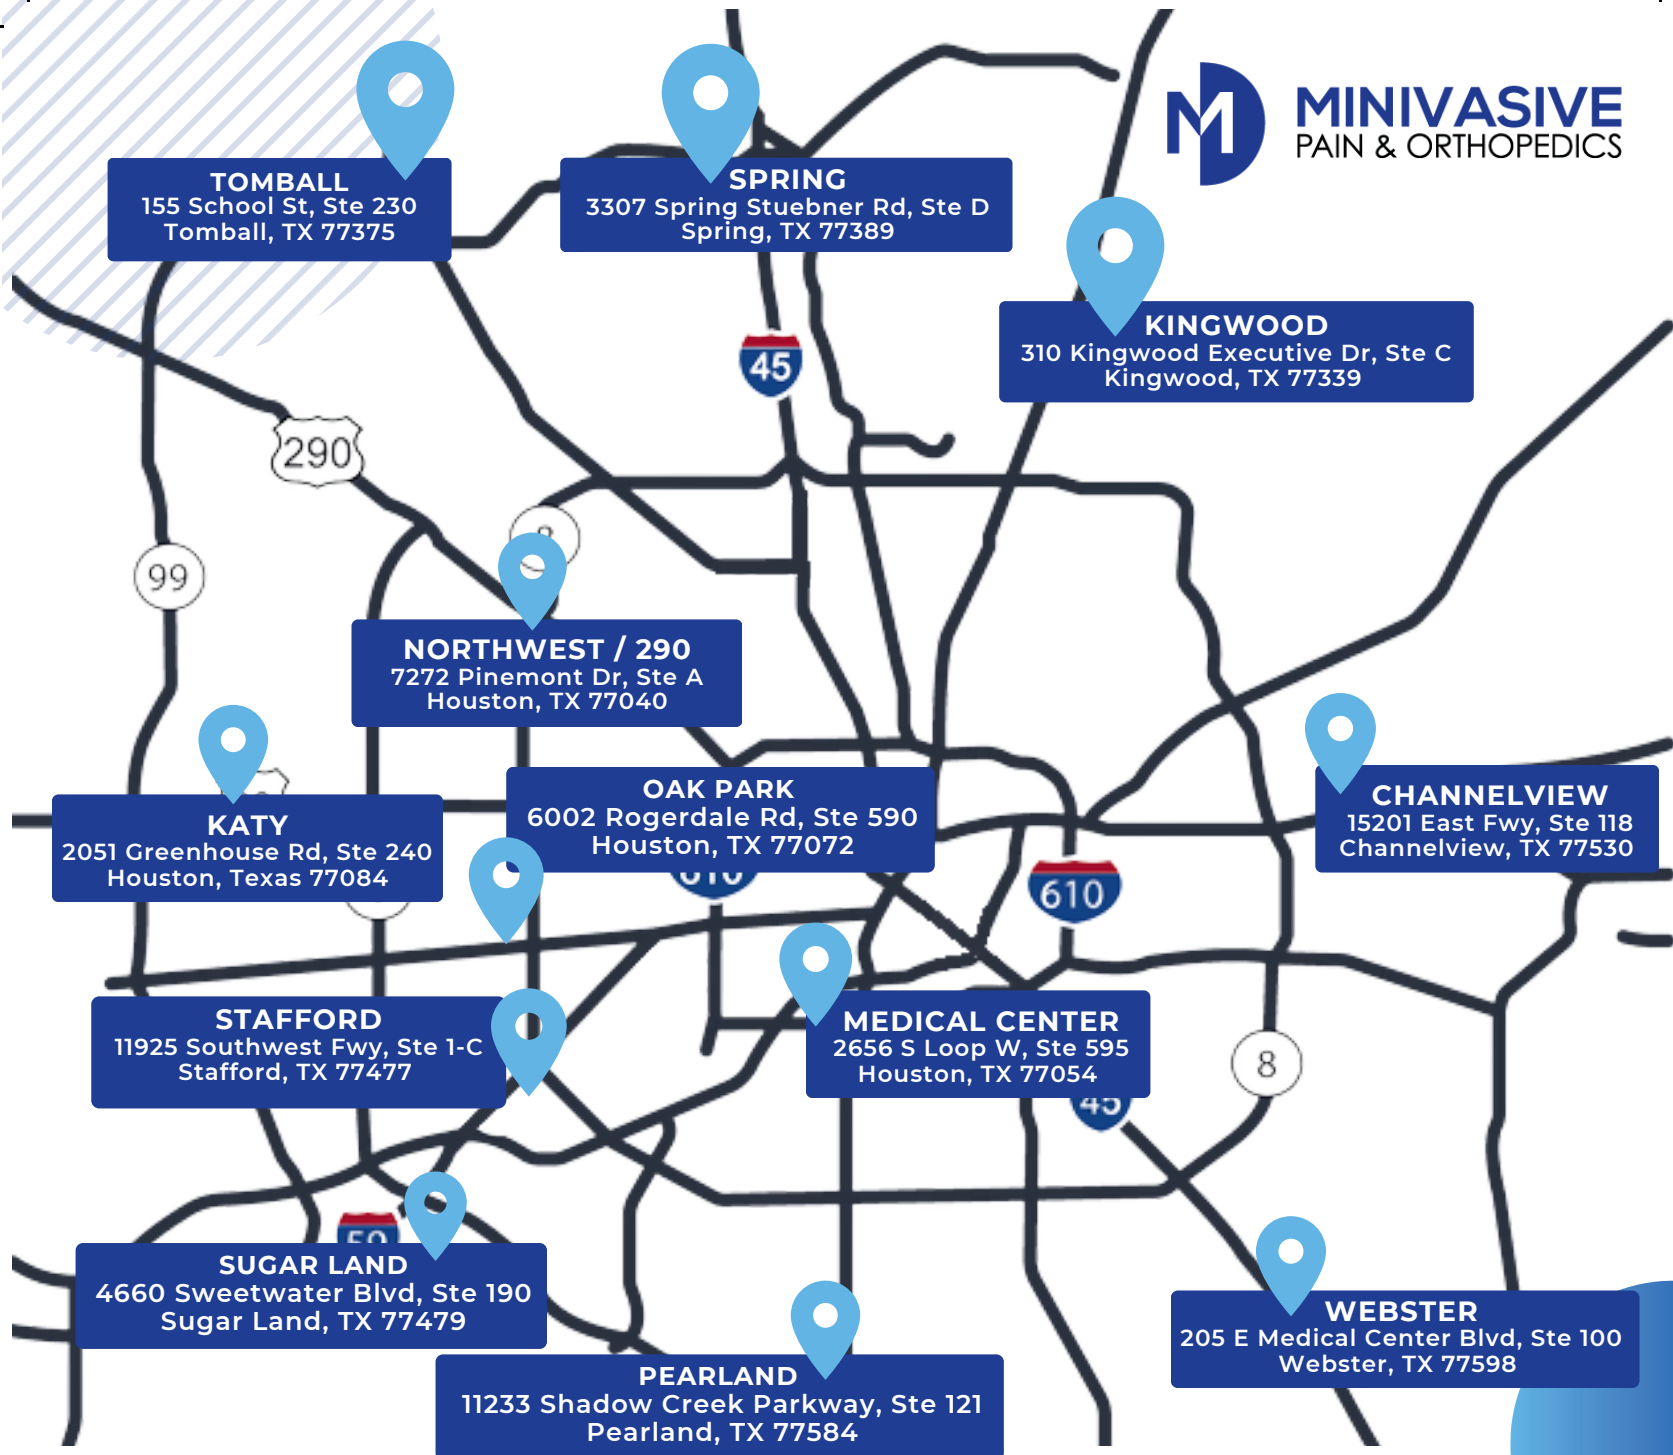 MINIVASIVE
PAIN & ORTHOPEDICS
TOMBALL
155 School St, Ste 230
Tomball, TX 77375
SPRING
3307 Spring Stuebner Rd, Ste D
Spring, TX 77389
KINGWOOD
310 Kingwood Executive Dr, Ste C
Kingwood, TX 77339
45
290
99
8
NORTHWEST / 290
7272 Pinemont Dr, Ste A
Houston, TX 77040
OAK PARK
6002 Rogerdale Rd, Ste 590
Houston, TX 77072
CHANNELVIEW
15201 East Fwy, Ste 118
Channelview, TX 77530
KATY
2051 Greenhouse Rd, Ste 240
Houston, Texas 77084
610
610
STAFFORD
11925 Southwest Fwy, Ste 1-C
Stafford, TX 77477
MEDICAL CENTER
2656 S Loop W, Ste 595
Houston, TX 77054
8
45
59
SUGAR LAND
4660 Sweetwater Blvd, Ste 190
Sugar Land, TX 77479
WEBSTER
205 E Medical Center Blvd, Ste 100
Webster, TX 77598
PEARLAND
11233 Shadow Creek Parkway, Ste 121
Pearland, TX 77584